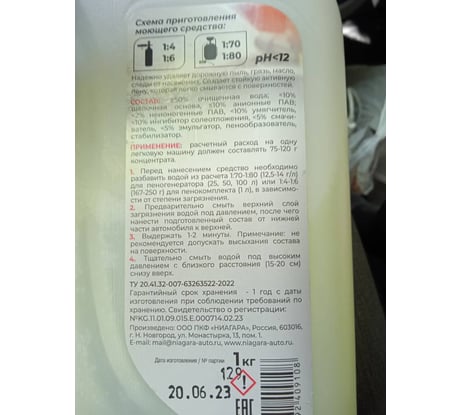 Схема приготовления
моющего средства:
1:4
1:6
1:70
1:80
pH<12
Надежно удаляет дорожную пыль, грязь, масло,
следы от насекомых. Создает стойкую активную
пену, которая легко смывается с поверхностей.
СОСТАВ: ≥50% очищенная вода; <10%
щелочная основа, ≤10% анионные ПАВ;
<2% неионогенные ПАВ, <10% умягчитель,
<10% ингибитор солеотложения, <5% смачи-
ватель, <5% эмульгатор, пенообразователь,
стабилизатор.
ПРИМЕНЕНИЕ: расчетный расход на одну
легковую машину должен составлять 75-120 г
концентрата.
1. Перед нанесением средство необходимо
разбавить водой из расчета 1:70-1:80 (12,5-14 г/л)
для пеногенератора (25, 50, 100 л) или 1:4-1:6
(167-250 г) для пенокомплекта (1 л), в зависимо-
сти от степени загрязнения.
2. Предварительно смыть верхний слой
загрязнения водой под давлением, после чего
нанести подготовленный состав от нижней
части автомобиля к верхней.
3. Выдержать 1-2 минуты. Примечание: не
рекомендуется допускать высыхания состава
на поверхности.
4. Тщательно смыть водой под высоким
давлением с близкого расстояния (15-20 см)
снизу вверх.
ТУ 20.41.32-007-63263522-2022
Гарантийный срок хранения - 1 год с даты
изготовления при соблюдении требований по
хранению. Свидетельство о регистрации:
№KG.11.01.09.015.E.000714.02.23
Произведено: ООО ПКФ «НИАГАРА», Россия, 603016,
г. Н. Новгород, ул. Монастырка, 13, пом. 1.
E-mail: mail@niagara-auto.ru, www.niagara-auto.ru.
Дата изготовления / № партии
1 кг
129
20.06.23
EAC
92409108